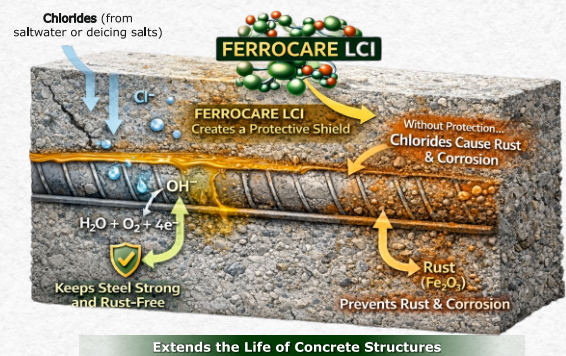 Chlorides (from
saltwater or deicing salts)
FERROCARE LCI
Cl⁻
FERROCARE LCI
Creates a Protective Shield
Without Protection...
Chlorides Cause Rust
& Corrosion
OH⁻
H₂O + O₂ + 4e⁻
Keeps Steel Strong
and Rust-Free
Rust
(Fe₂O₃)
Prevents Rust & Corrosion
Extends the Life of Concrete Structures